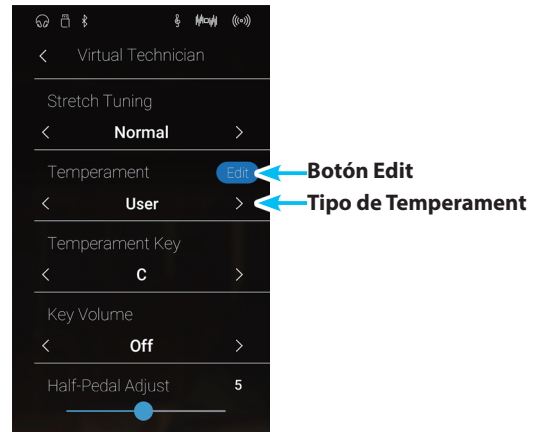 Virtual Technician
Stretch Tuning
Normal
Temperament Edit Botón Edit
User Tipo de Temperament
Temperament Key
C
Key Volume
Off
Half-Pedal Adjust 5